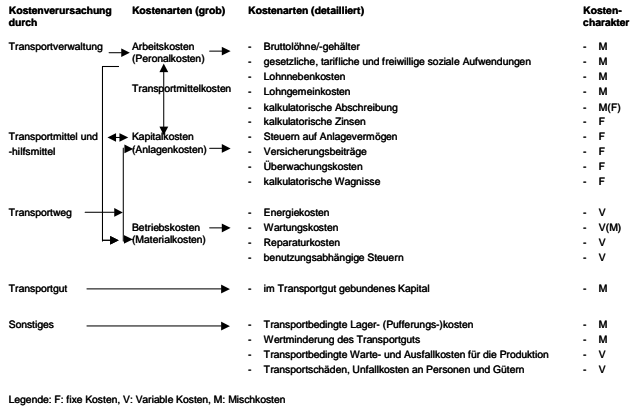 Kostenverursachung Kostenarten (grob) Kostenarten (detailliert) Kosten-
durch charakter
Transportverwaltung Arbeitskosten - Bruttolöhne/-gehälter - M
(Peronalkosten) - gesetzliche, tarifliche und freiwillige soziale Aufwendungen - M
- Lohnnebenkosten - M
Transportmittelkosten - Lohngemeinkosten - M
- kalkulatorische Abschreibung - M(F)
- kalkulatorische Zinsen - F
Transportmittel und Kapitalkosten - Steuern auf Anlagevermögen - F
-hilfsmittel (Anlagenkosten) - Versicherungsbeiträge - F
- Überwachungskosten - F
- kalkulatorische Wagnisse - F
Transportweg - Energiekosten - V
Betriebskosten - Wartungskosten - V(M)
(Materialkosten) - Reparaturkosten - V
- benutzungsabhängige Steuern - V
Transportgut - im Transportgut gebundenes Kapital - M
Sonstiges - Transportbedingte Lager- (Pufferungs-)kosten - M
- Wertminderung des Transportguts - M
- Transportbedingte Warte- und Ausfallkosten für die Produktion - V
- Transportschäden, Unfallkosten an Personen und Gütern - V
Legende: F: fixe Kosten, V: Variable Kosten, M: Mischkosten